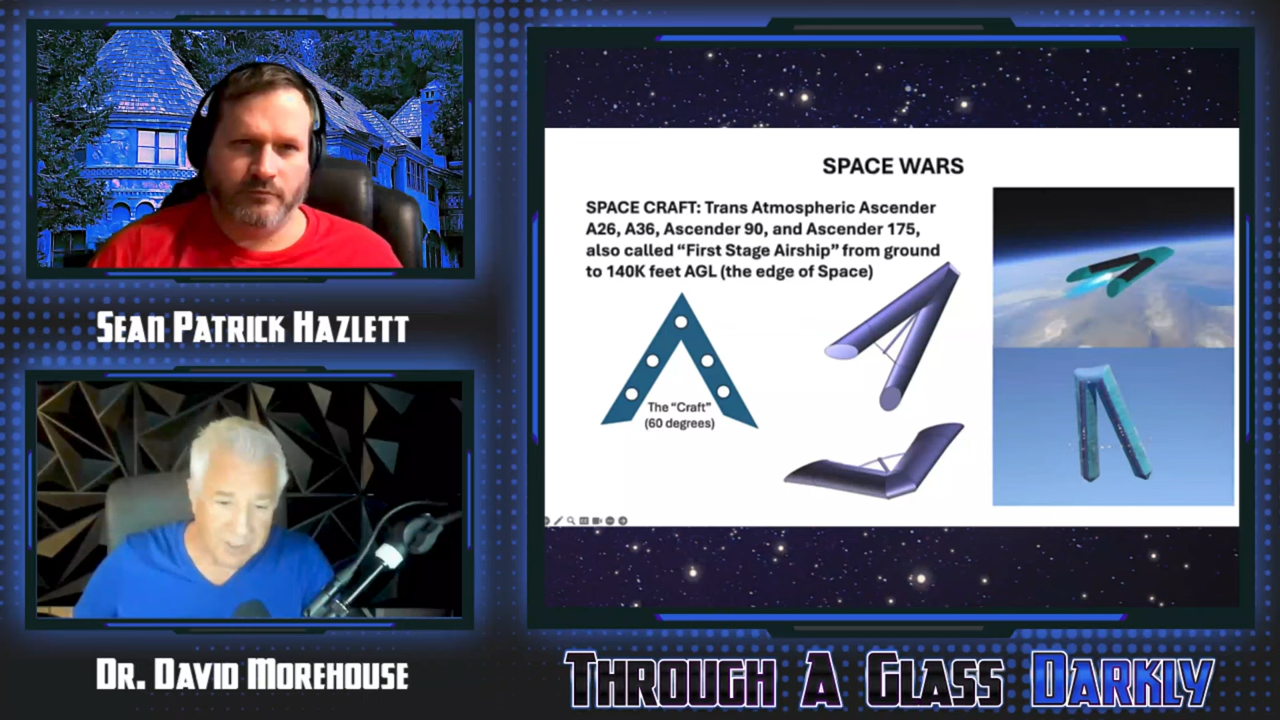 SEAN PATRICK HAZLETT
DR. DAVID MOREHOUSE
SPACE WARS
SPACE CRAFT: Trans Atmospheric Ascender
A26, A36, Ascender 90, and Ascender 175,
also called “First Stage Airship” from ground
to 140K feet AGL (the edge of Space)
The “Craft”
(60 degrees)
THROUGH A GLASS DARKLY